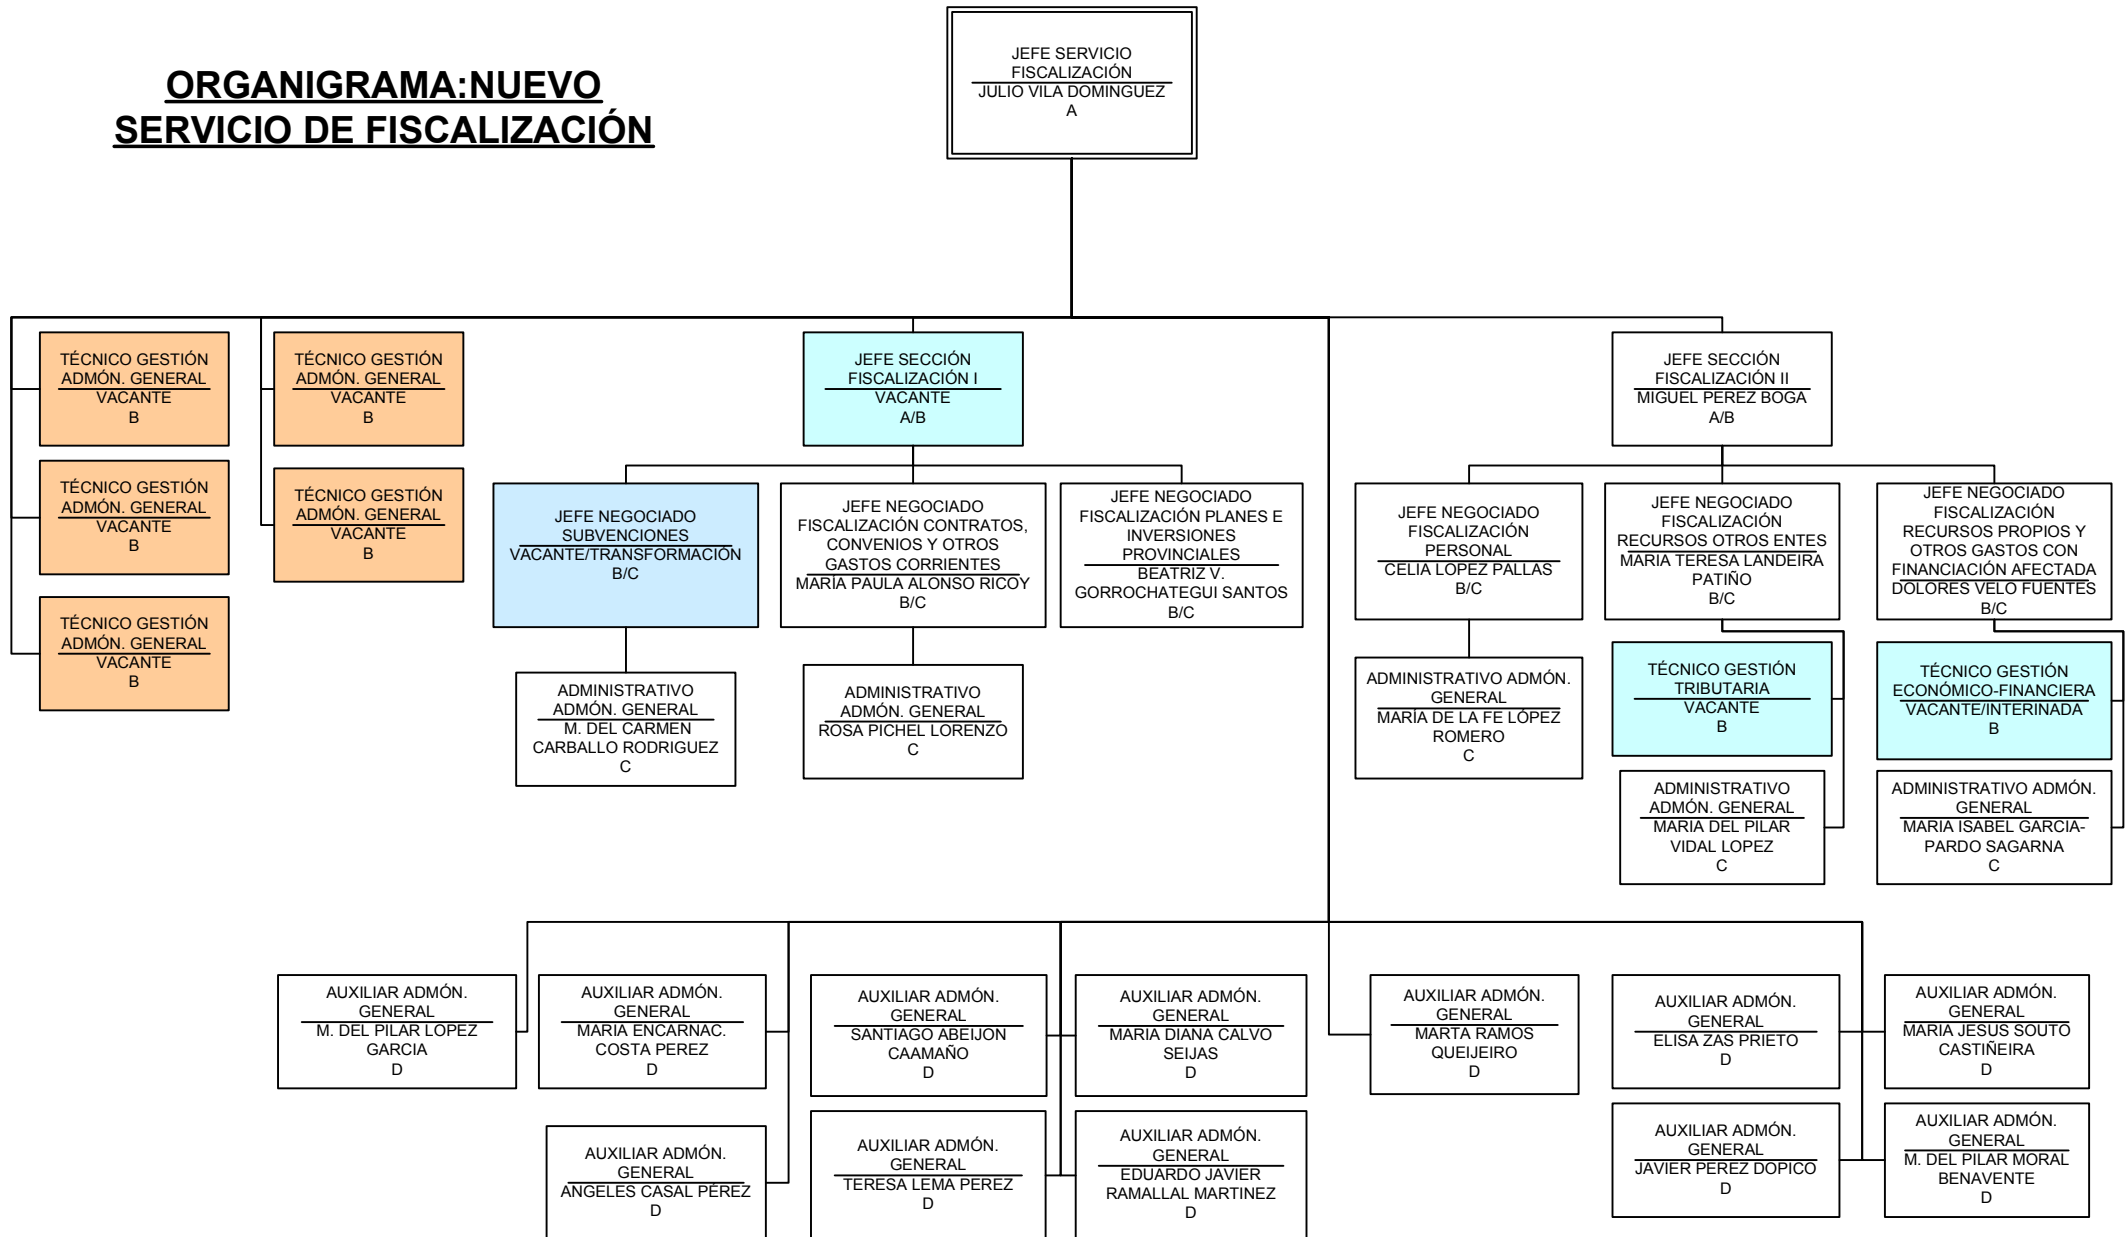 ORGANIGRAMA:NUEVO
SERVICIO DE FISCALIZACIÓN
JEFE SERVICIO
FISCALIZACIÓN
JULIO VILA DOMINGUEZ
A
TÉCNICO GESTIÓN
ADMÓN. GENERAL
VACANTE
B
TÉCNICO GESTIÓN
ADMÓN. GENERAL
VACANTE
B
JEFE SECCIÓN
FISCALIZACIÓN I
VACANTE
A/B
JEFE SECCIÓN
FISCALIZACIÓN II
MIGUEL PEREZ BOGA
A/B
TÉCNICO GESTIÓN
ADMÓN. GENERAL
VACANTE
B
TÉCNICO GESTIÓN
ADMÓN. GENERAL
VACANTE
B
TÉCNICO GESTIÓN
ADMÓN. GENERAL
VACANTE
B
JEFE NEGOCIADO
SUBVENCIONES
VACANTE/TRANSFORMACIÓN
B/C
JEFE NEGOCIADO
FISCALIZACIÓN CONTRATOS,
CONVENIOS Y OTROS
GASTOS CORRIENTES
MARÍA PAULA ALONSO RICOY
B/C
JEFE NEGOCIADO
FISCALIZACIÓN PLANES E
INVERSIONES
PROVINCIALES
BEATRIZ V.
GORROCHATEGUI SANTOS
B/C
JEFE NEGOCIADO
FISCALIZACIÓN
PERSONAL
CELIA LOPEZ PALLAS
B/C
JEFE NEGOCIADO
FISCALIZACIÓN
RECURSOS OTROS ENTES
MARIA TERESA LANDEIRA
PATIÑO
B/C
JEFE NEGOCIADO
FISCALIZACIÓN
RECURSOS PROPIOS Y
OTROS GASTOS CON
FINANCIACIÓN AFECTADA
DOLORES VELO FUENTES
B/C
ADMINISTRATIVO
ADMÓN. GENERAL
M. DEL CARMEN
CARBALLO RODRIGUEZ
C
ADMINISTRATIVO
ADMÓN. GENERAL
ROSA PICHEL LORENZO
C
ADMINISTRATIVO ADMÓN.
GENERAL
MARÍA DE LA FE LÓPEZ
ROMERO
C
TÉCNICO GESTIÓN
TRIBUTARIA
VACANTE
B
TÉCNICO GESTIÓN
ECONÓMICO-FINANCIERA
VACANTE/INTERINADA
B
ADMINISTRATIVO
ADMÓN. GENERAL
MARIA DEL PILAR
VIDAL LOPEZ
C
ADMINISTRATIVO ADMÓN.
GENERAL
MARIA ISABEL GARCIA-
PARDO SAGARNA
C
AUXILIAR ADMÓN.
GENERAL
M. DEL PILAR LOPEZ
GARCIA
D
AUXILIAR ADMÓN.
GENERAL
MARIA ENCARNAC.
COSTA PEREZ
D
AUXILIAR ADMÓN.
GENERAL
SANTIAGO ABEIJON
CAAMAÑO
D
AUXILIAR ADMÓN.
GENERAL
MARIA DIANA CALVO
SEIJAS
D
AUXILIAR ADMÓN.
GENERAL
MARTA RAMOS
QUEIJEIRO
D
AUXILIAR ADMÓN.
GENERAL
ELISA ZAS PRIETO
D
AUXILIAR ADMÓN.
GENERAL
MARIA JESUS SOUTO
CASTIÑEIRA
D
AUXILIAR ADMÓN.
GENERAL
ANGELES CASAL PÉREZ
D
AUXILIAR ADMÓN.
GENERAL
TERESA LEMA PEREZ
D
AUXILIAR ADMÓN.
GENERAL
EDUARDO JAVIER
RAMALLAL MARTINEZ
D
AUXILIAR ADMÓN.
GENERAL
JAVIER PEREZ DOPICO
D
AUXILIAR ADMÓN.
GENERAL
M. DEL PILAR MORAL
BENAVENTE
D